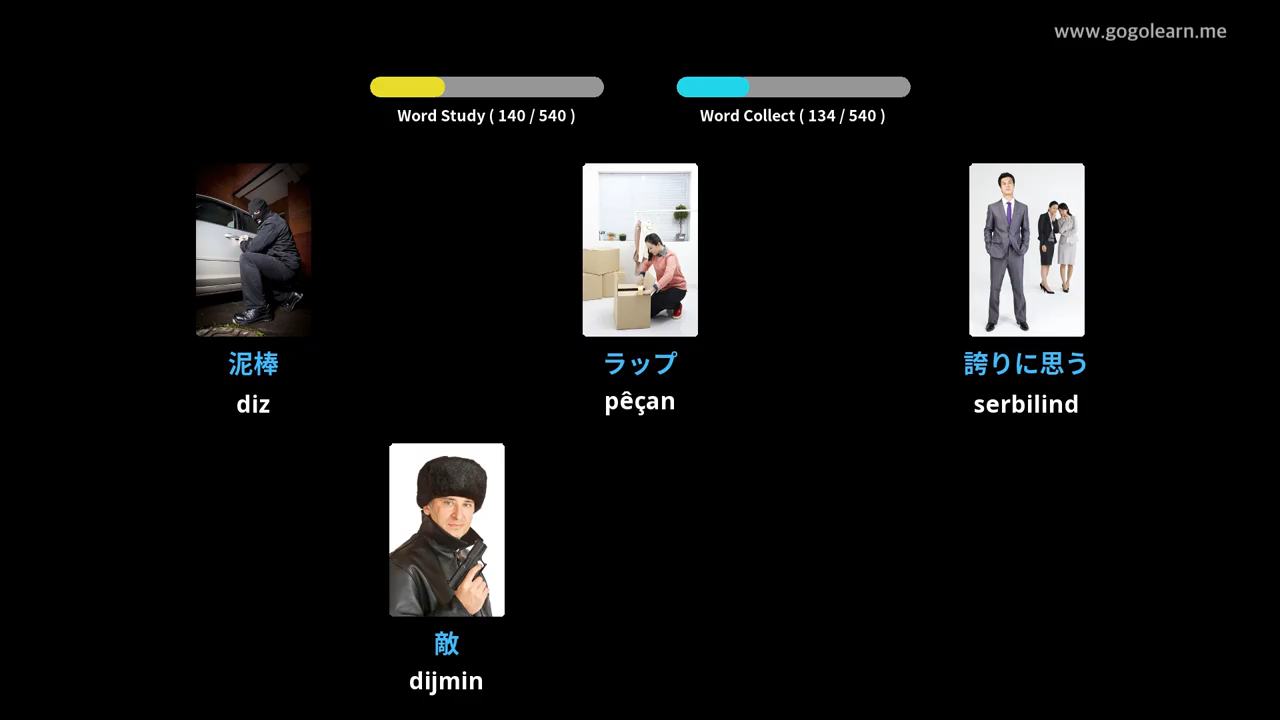 www.gogolearn.me
Word Study ( 140 / 540 )
Word Collect ( 134 / 540 )
泥棒
diz
ラップ
pêçan
誇りに思う
serbilind
敵
dijmin